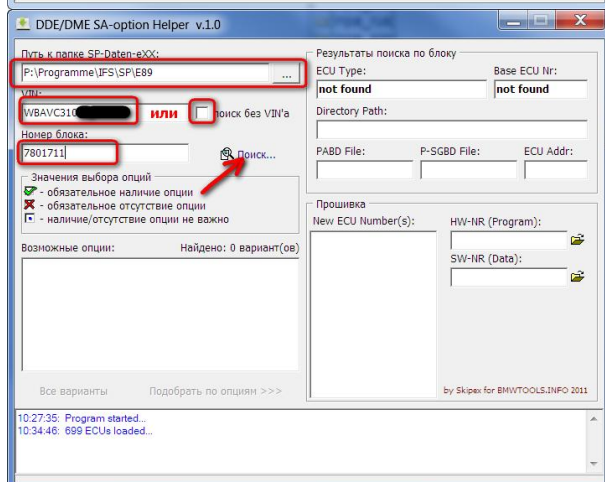 DDE/DME SA-option Helper v.1.0
Путь к папке SP-Daten-eXX:
P:\Programme\IFS\SP\E89
...
VIN:
WBAVC310
или
поиск без VIN'а
Номер блока:
7801711
Поиск...
Значения выбора опций
- обязательное наличие опции
- обязательное отсутствие опции
- наличие/отсутствие опции не важно
Возможные опции: Найдено: 0 вариант(ов)
Все варианты Подобрать по опциям >>>
Результаты поиска по блоку
ECU Type: Base ECU Nr:
not found not found
Directory Path:
PABD File: P-SGBD File: ECU Addr:
Прошивка
New ECU Number(s): HW-NR (Program):
SW-NR (Data):
by Skipex for BMWTOOLS.INFO 2011
10:27:35: Program started...
10:34:46: 699 ECUs loaded...